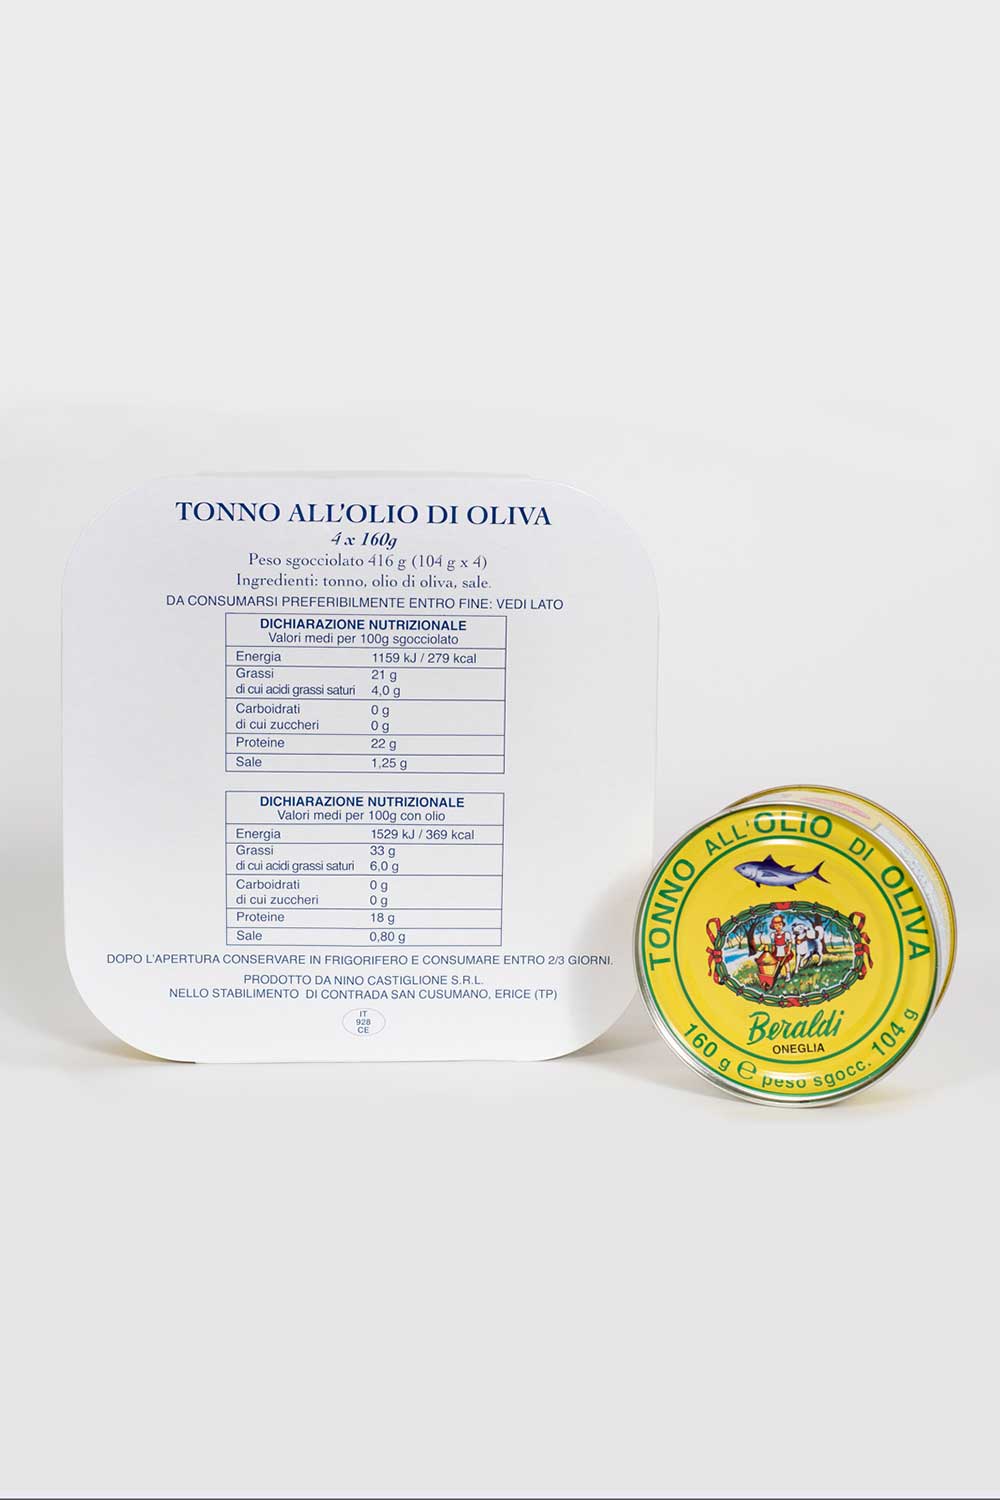 TONNO ALL'OLIO DI OLIVA
4 x 160g
Peso sgocciolato 416 g (104 g x 4)
Ingredienti: tonno, olio di oliva, sale.
DA CONSUMARSI PREFERIBILMENTE ENTRO FINE: VEDI LATO
DICHIARAZIONE NUTRIZIONALE
Valori medi per 100g sgocciolato
Energia 1159 kJ / 279 kcal
Grassi 21 g
di cui acidi grassi saturi 4,0 g
Carboidrati 0 g
di cui zuccheri 0 g
Proteine 22 g
Sale 1,25 g
DICHIARAZIONE NUTRIZIONALE
Valori medi per 100g con olio
Energia 1529 kJ / 369 kcal
Grassi 33 g
di cui acidi grassi saturi 6,0 g
Carboidrati 0 g
di cui zuccheri 0 g
Proteine 18 g
Sale 0,80 g
DOPO L'APERTURA CONSERVARE IN FRIGORIFERO E CONSUMARE ENTRO 2/3 GIORNI.
PRODOTTO DA NINO CASTIGLIONE S.R.L.
NELLO STABILIMENTO DI CONTRADA SAN CUSUMANO, ERICE (TP)
IT
928
CE
TONNO ALL'OLIO DI OLIVA
Beraldi
ONEGLIA
160 g ℮ peso sgocc. 104 g